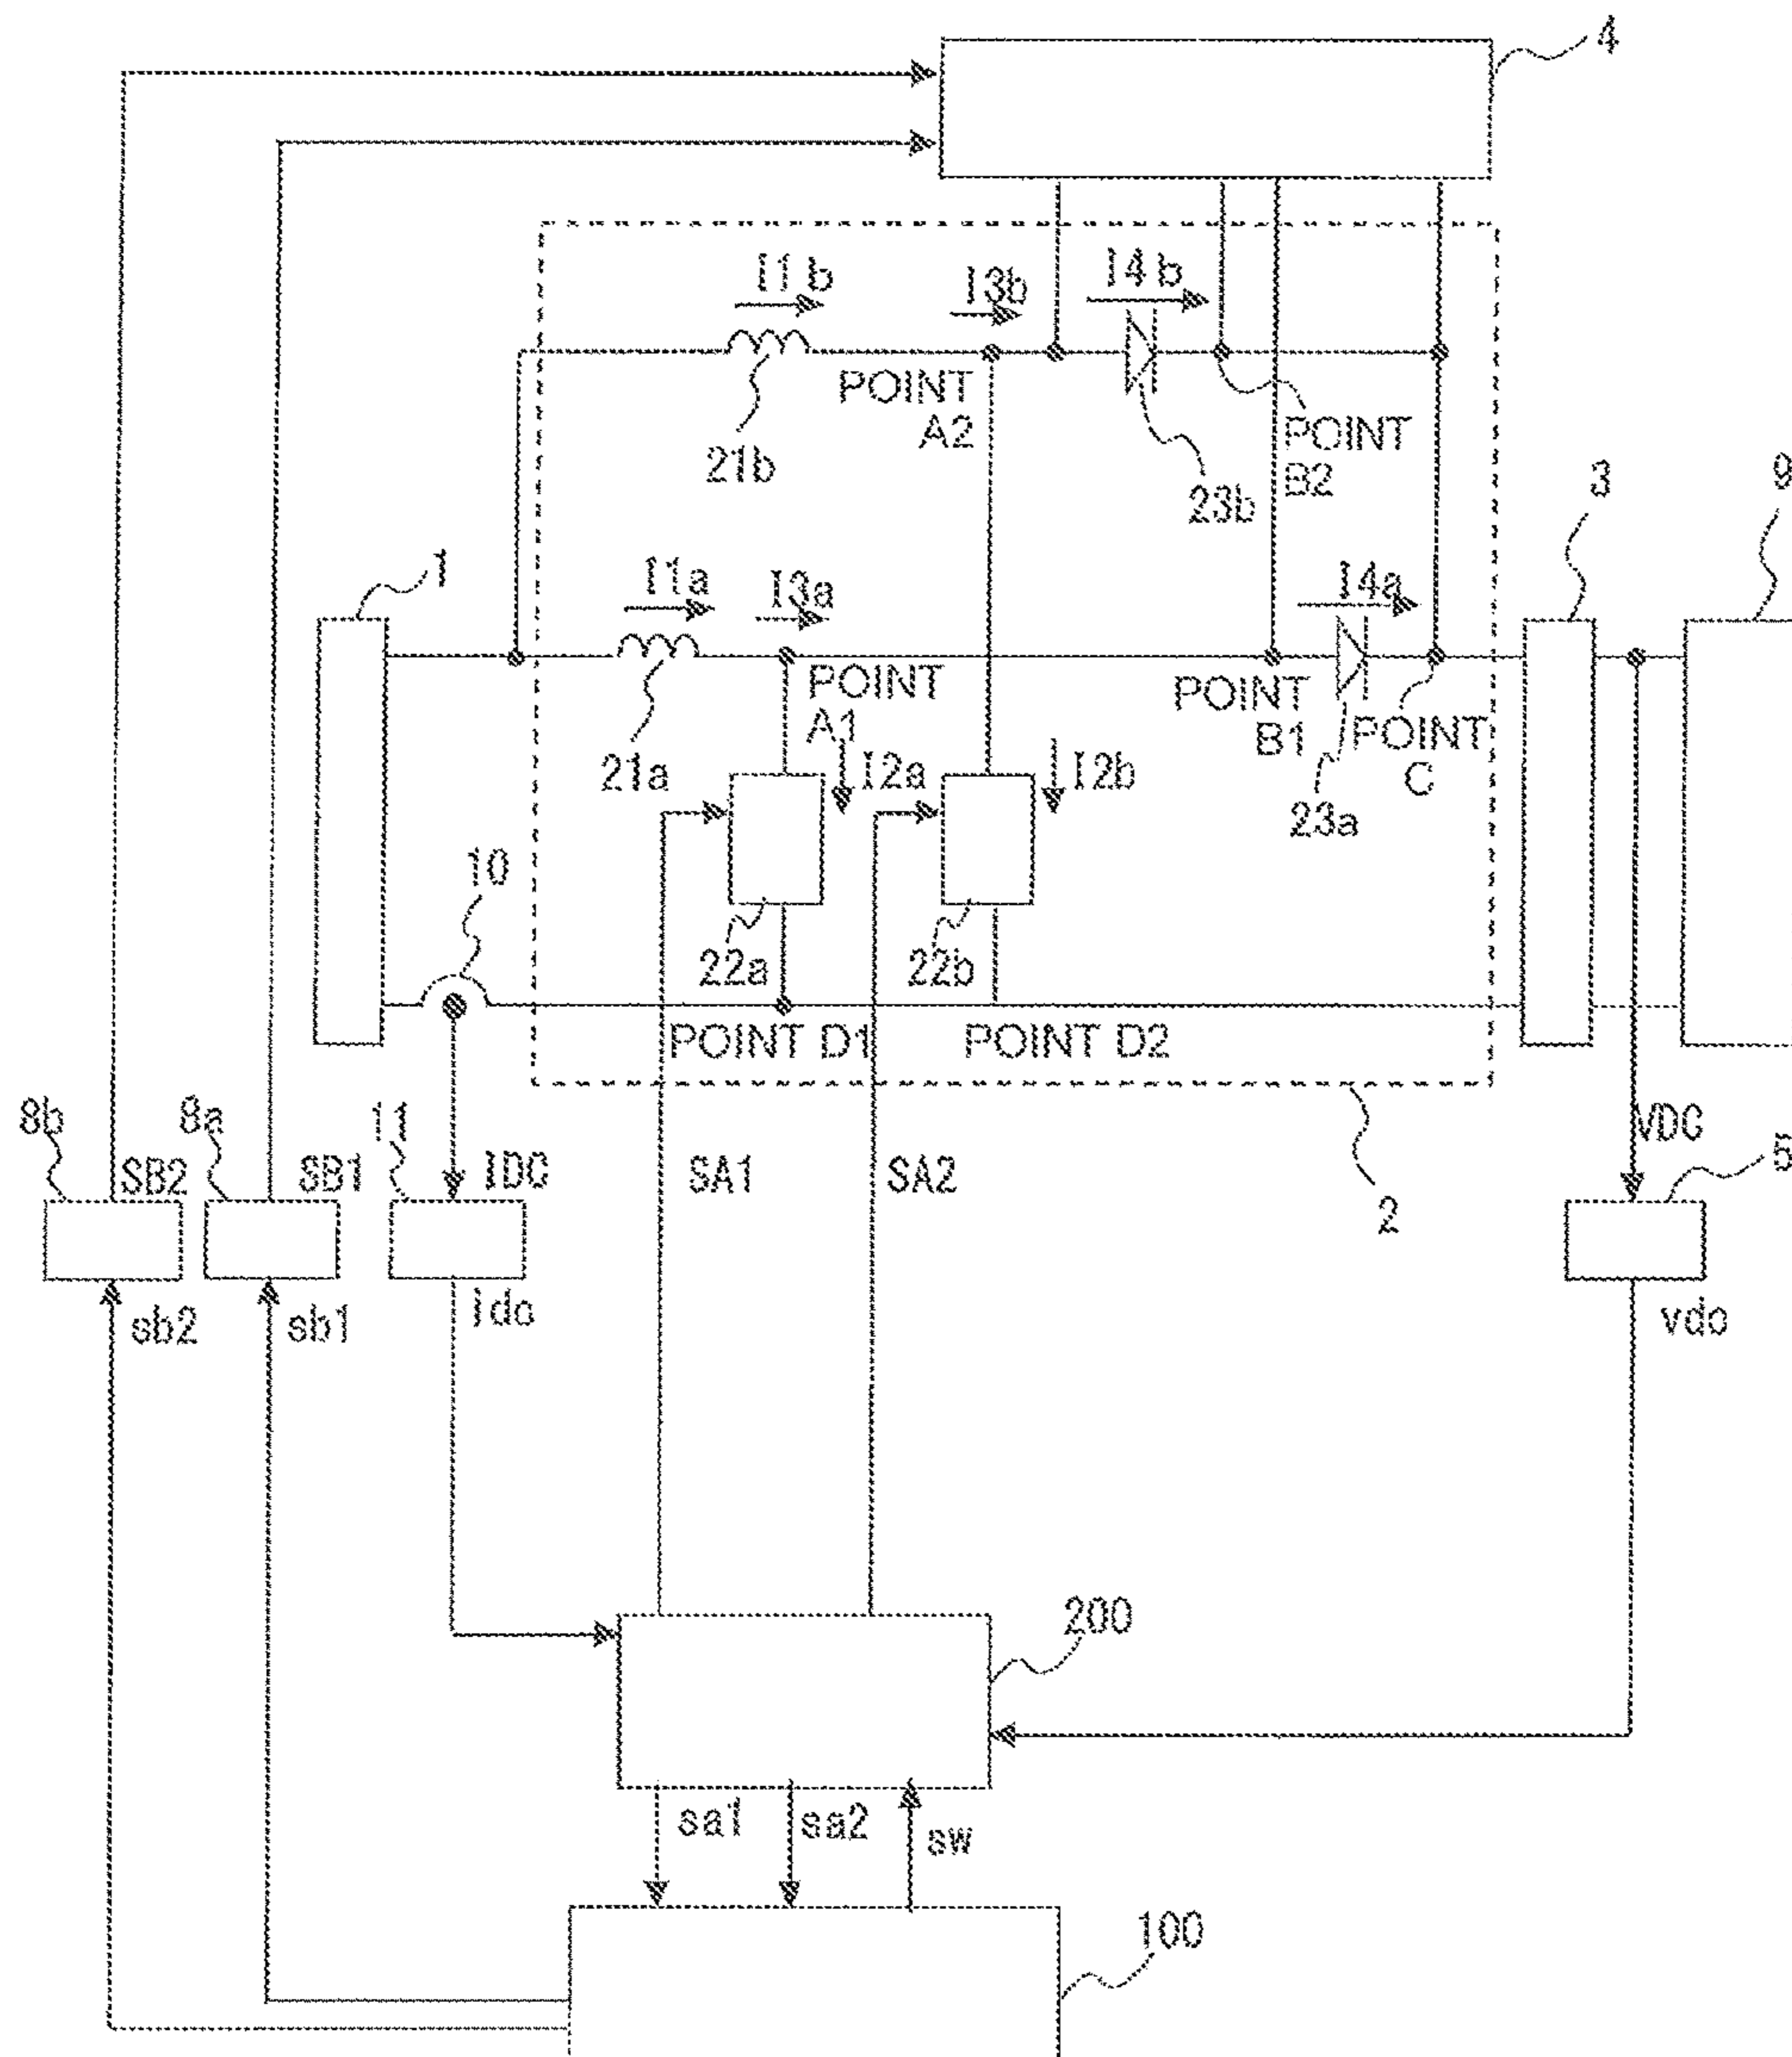 4
I1b
I3b
I4b
POINT
A2
POINT
B2
21b
23b
3
9
1
I1a
I3a
I4a
POINT
A1
POINT
B1
POINT
C
21a
I2a
I2b
23a
10
22a
22b
POINT D1
POINT D2
8b
8a
11
SB2
SB1
IDC
SA1
SA2
2
VDC
5
sb2
sb1
idc
vdc
200
sa1
sa2
sw
100